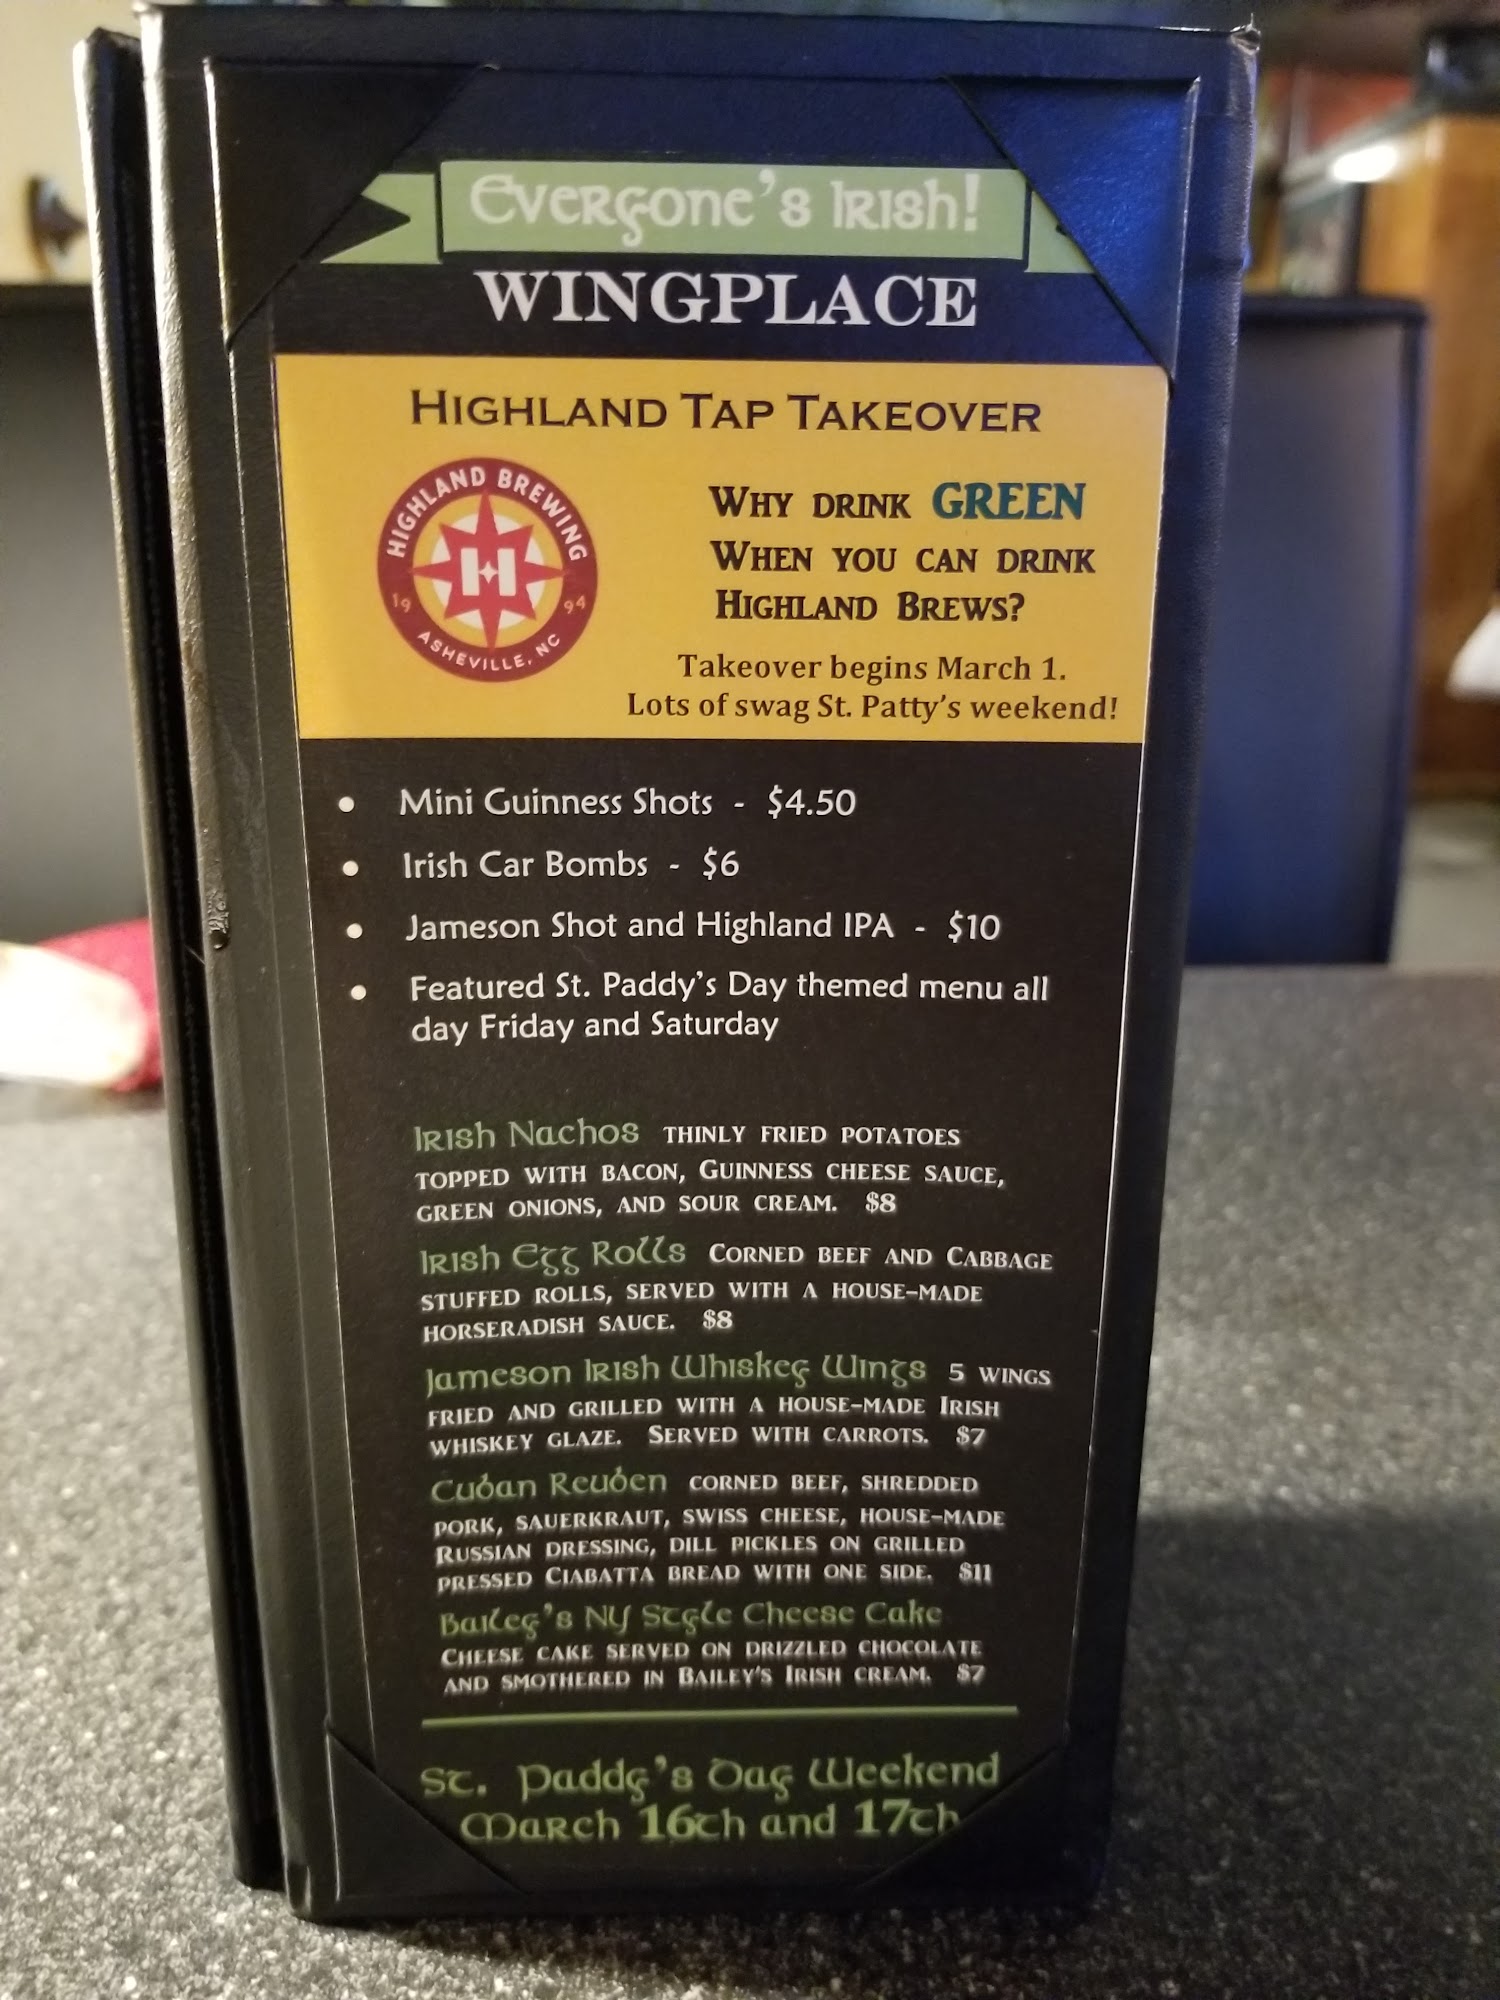 Everyone's Irish!
WINGPLACE
HIGHLAND TAP TAKEOVER
HIGHLAND BREWING
19 94
ASHEVILLE, NC
H
WHY DRINK GREEN
WHEN YOU CAN DRINK
HIGHLAND BREWS?
Takeover begins March 1.
Lots of swag St. Patty's weekend!
• Mini Guinness Shots - $4.50
• Irish Car Bombs - $6
• Jameson Shot and Highland IPA - $10
• Featured St. Paddy's Day themed menu all
day Friday and Saturday
Irish Nachos THINLY FRIED POTATOES
TOPPED WITH BACON, GUINNESS CHEESE SAUCE,
GREEN ONIONS, AND SOUR CREAM. $8
Irish Egg Rolls CORNED BEEF AND CABBAGE
STUFFED ROLLS, SERVED WITH A HOUSE-MADE
HORSERADISH SAUCE. $8
Jameson Irish Whiskey Wings 5 WINGS
FRIED AND GRILLED WITH A HOUSE-MADE IRISH
WHISKEY GLAZE. SERVED WITH CARROTS. $7
Cuban Reuben CORNED BEEF, SHREDDED
PORK, SAUERKRAUT, SWISS CHEESE, HOUSE-MADE
RUSSIAN DRESSING, DILL PICKLES ON GRILLED
PRESSED CIABATTA BREAD WITH ONE SIDE. $11
Bailey's NY Style Cheese Cake
CHEESE CAKE SERVED ON DRIZZLED CHOCOLATE
AND SMOTHERED IN BAILEY'S IRISH CREAM. $7
St. Paddy's Day Weekend
March 16th and 17th